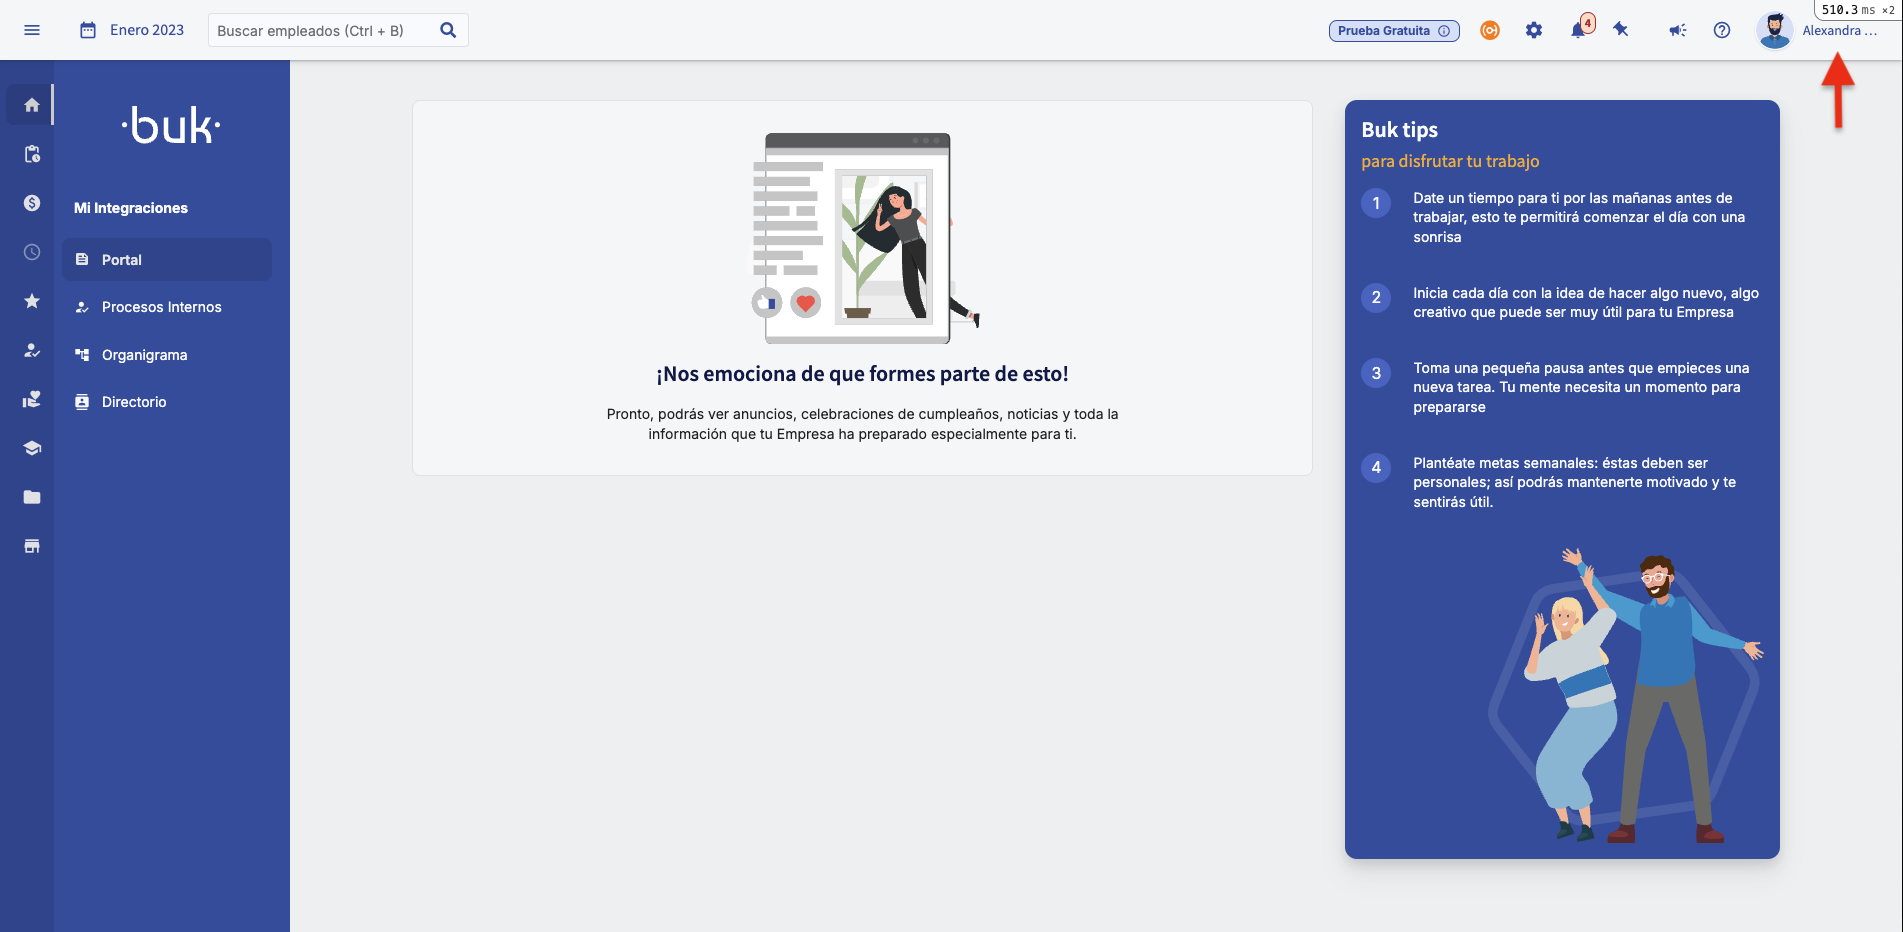 510.3 ms ×2
Enero 2023
Buscar empleados (Ctrl + B)
Prueba Gratuita
4
Alexandra ...
·buk·
Mi Integraciones
Portal
Procesos Internos
Organigrama
Directorio
¡Nos emociona de que formes parte de esto!
Pronto, podrás ver anuncios, celebraciones de cumpleaños, noticias y toda la
información que tu Empresa ha preparado especialmente para ti.
Buk tips
para disfrutar tu trabajo
1
Date un tiempo para ti por las mañanas antes de
trabajar, esto te permitirá comenzar el día con una
sonrisa
2
Inicia cada día con la idea de hacer algo nuevo, algo
creativo que puede ser muy útil para tu Empresa
3
Toma una pequeña pausa antes que empieces una
nueva tarea. Tu mente necesita un momento para
prepararse
4
Plantéate metas semanales: éstas deben ser
personales; así podrás mantenerte motivado y te
sentirás útil.